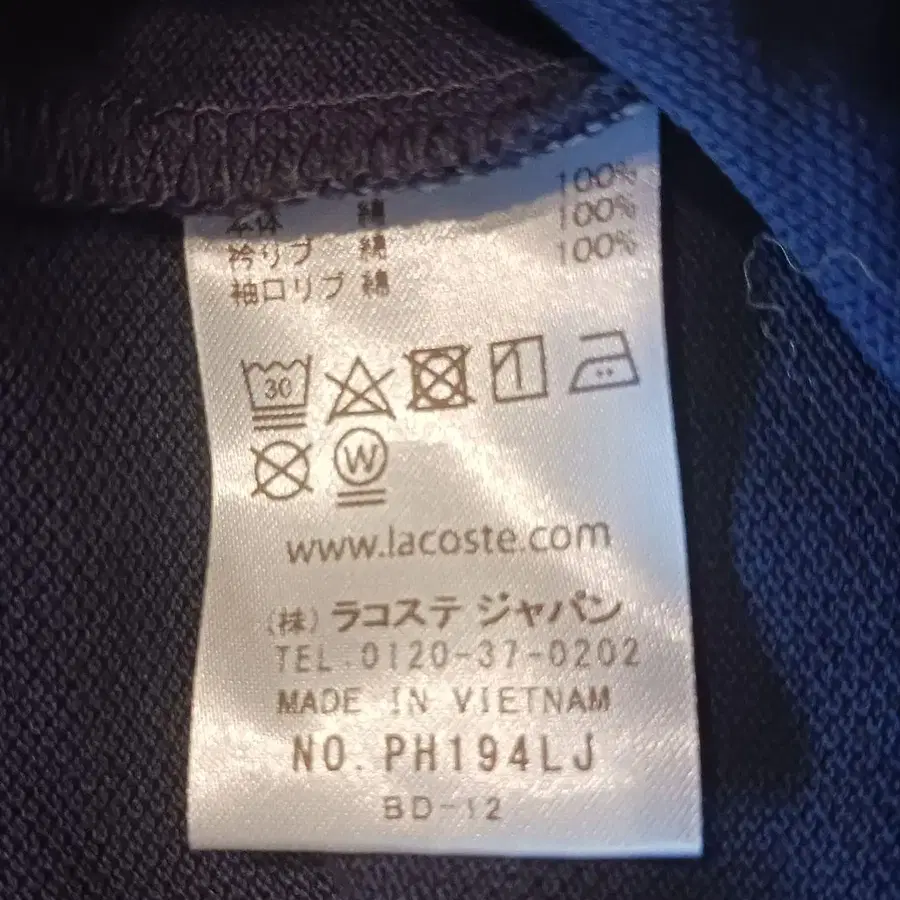 本体 綿 100%
衿リブ 綿 100%
袖口リブ 綿 100%
30
W
www.lacoste.com
(株) ラコステ ジャパン
TEL.0120-37-0202
MADE IN VIETNAM
NO. PH194LJ
BD-12